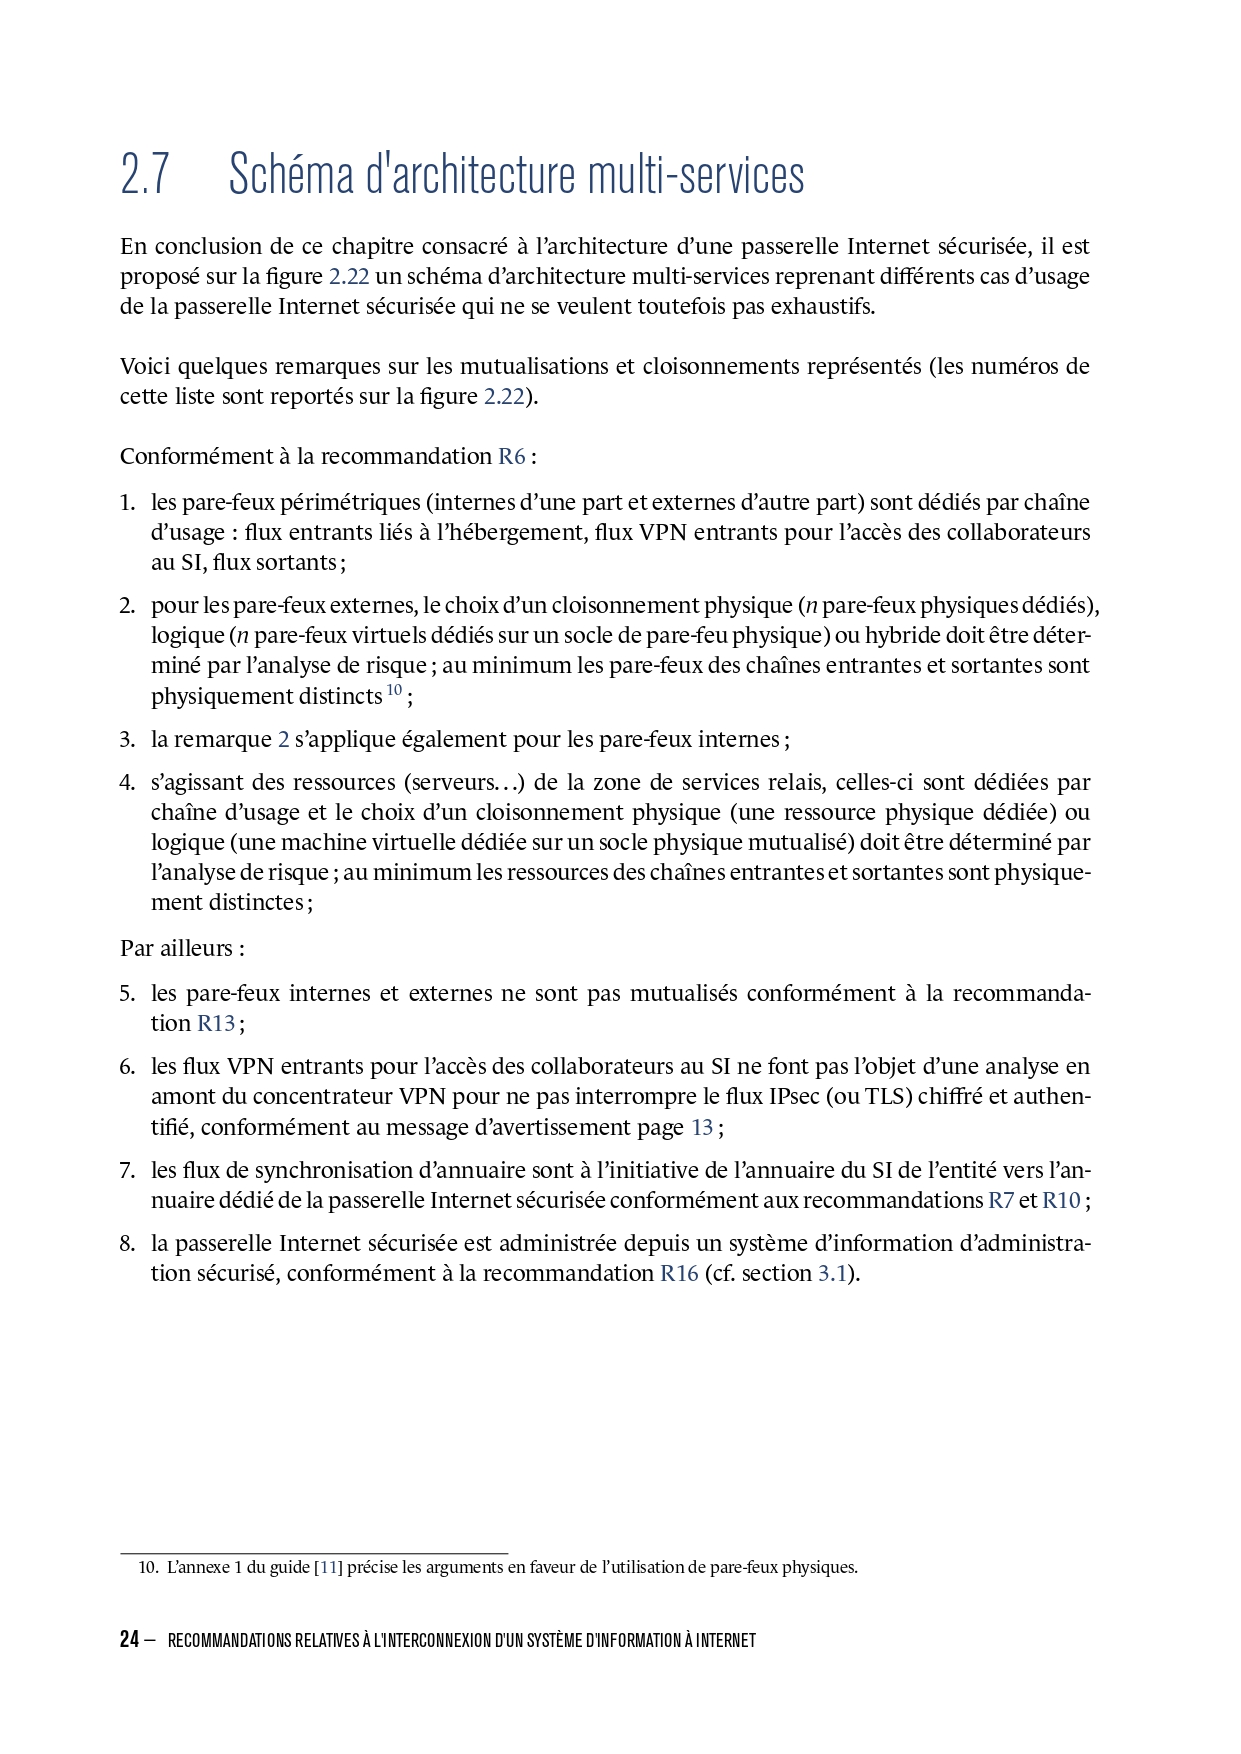 2.7 Schéma d'architecture multi-services
En conclusion de ce chapitre consacré à l’architecture d’une passerelle Internet sécurisée, il est
proposé sur la figure 2.22 un schéma d’architecture multi-services reprenant différents cas d’usage
de la passerelle Internet sécurisée qui ne se veulent toutefois pas exhaustifs.
Voici quelques remarques sur les mutualisations et cloisonnements représentés (les numéros de
cette liste sont reportés sur la figure 2.22).
Conformément à la recommandation R6 :
1. les pare-feux périmétriques (internes d’une part et externes d’autre part) sont dédiés par chaîne
d’usage : flux entrants liés à l’hébergement, flux VPN entrants pour l’accès des collaborateurs
au SI, flux sortants ;
2. pour les pare-feux externes, le choix d’un cloisonnement physique (n pare-feux physiques dédiés),
logique (n pare-feux virtuels dédiés sur un socle de pare-feu physique) ou hybride doit être déter-
miné par l’analyse de risque ; au minimum les pare-feux des chaînes entrantes et sortantes sont
physiquement distincts 10 ;
3. la remarque 2 s’applique également pour les pare-feux internes ;
4. s’agissant des ressources (serveurs...) de la zone de services relais, celles-ci sont dédiées par
chaîne d’usage et le choix d’un cloisonnement physique (une ressource physique dédiée) ou
logique (une machine virtuelle dédiée sur un socle physique mutualisé) doit être déterminé par
l’analyse de risque ; au minimum les ressources des chaînes entrantes et sortantes sont physique-
ment distinctes ;
Par ailleurs :
5. les pare-feux internes et externes ne sont pas mutualisés conformément à la recommanda-
tion R13 ;
6. les flux VPN entrants pour l’accès des collaborateurs au SI ne font pas l’objet d’une analyse en
amont du concentrateur VPN pour ne pas interrompre le flux IPsec (ou TLS) chiffré et authen-
tifié, conformément au message d’avertissement page 13 ;
7. les flux de synchronisation d’annuaire sont à l’initiative de l’annuaire du SI de l’entité vers l’an-
nuaire dédié de la passerelle Internet sécurisée conformément aux recommandations R7 et R10 ;
8. la passerelle Internet sécurisée est administrée depuis un système d’information d’administra-
tion sécurisé, conformément à la recommandation R16 (cf. section 3.1).
10. L’annexe 1 du guide [11] précise les arguments en faveur de l’utilisation de pare-feux physiques.
24 – RECOMMANDATIONS RELATIVES À L'INTERCONNEXION D'UN SYSTÈME D'INFORMATION À INTERNET